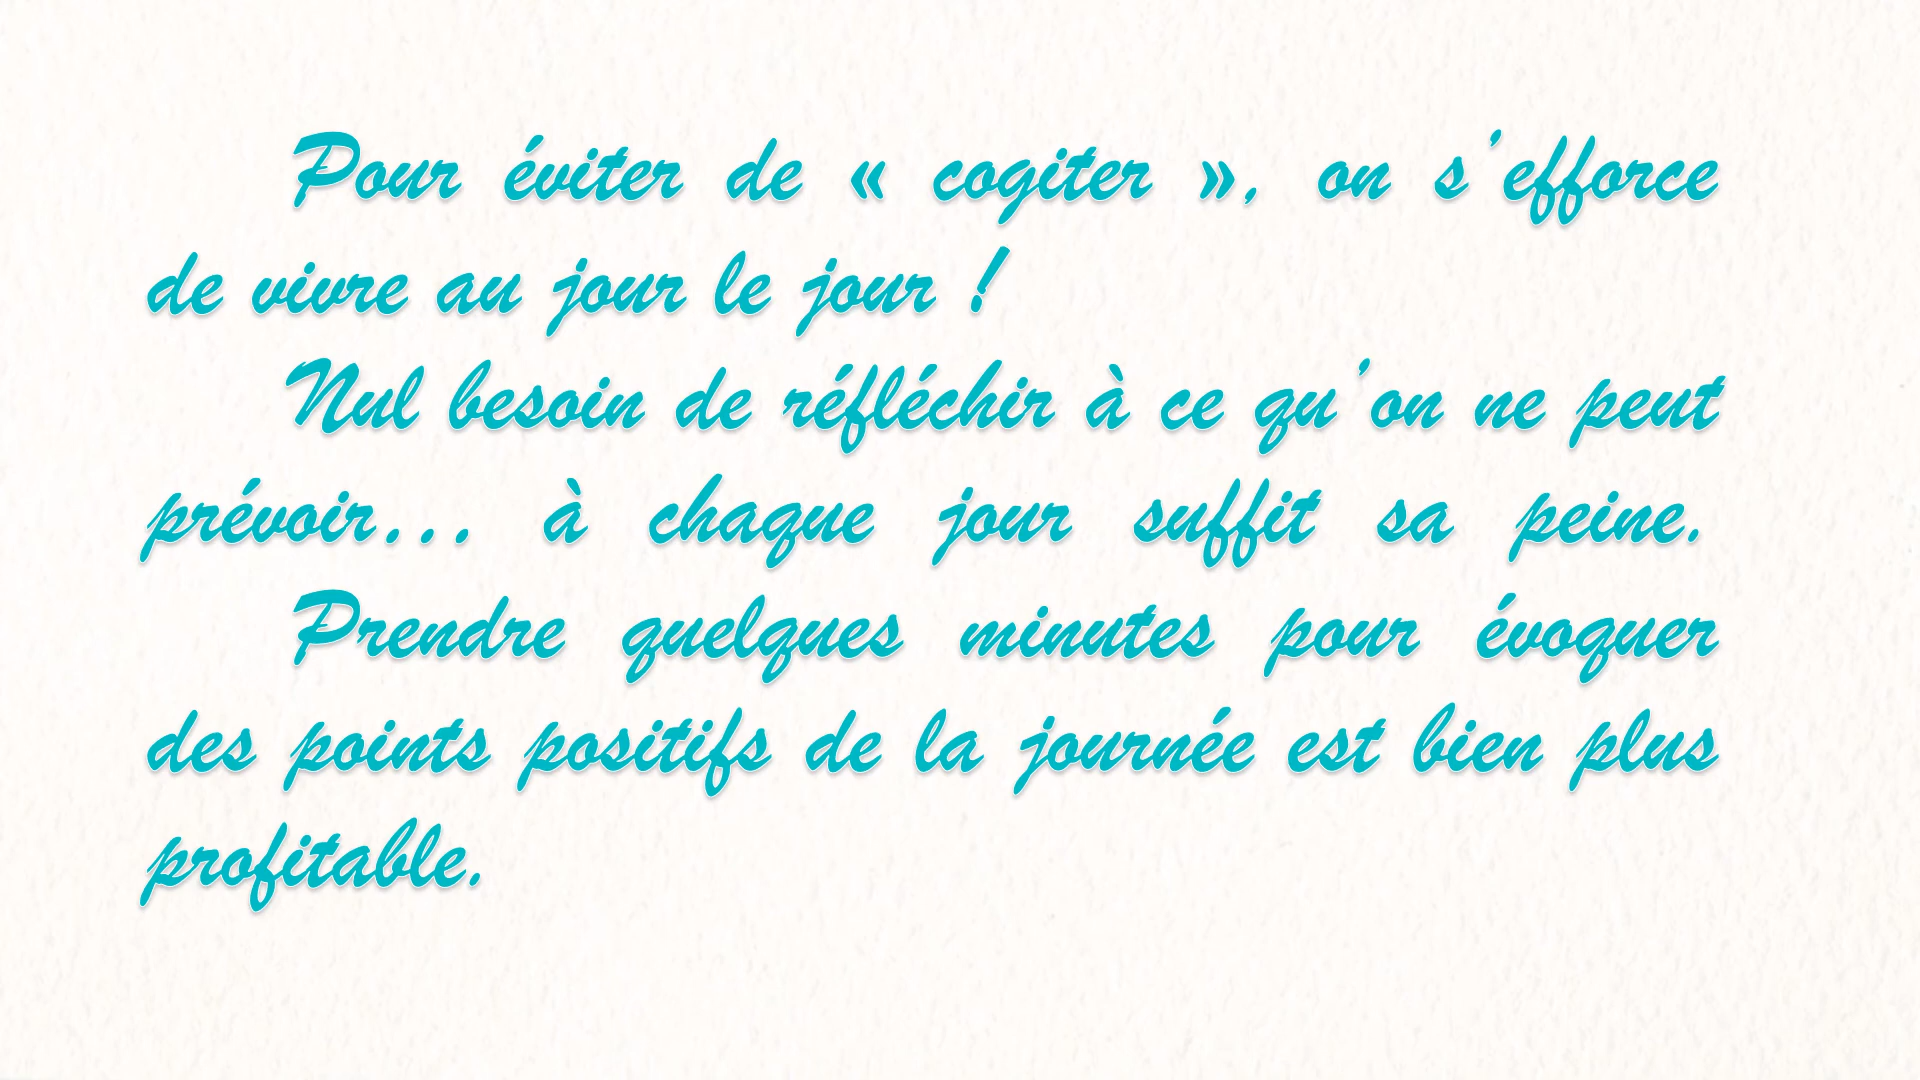 Pour éviter de « cogiter », on s’efforce
de vivre au jour le jour !
Nul besoin de réfléchir à ce qu’on ne peut
prévoir… à chaque jour suffit sa peine.
Prendre quelques minutes pour évoquer
des points positifs de la journée est bien plus
profitable.